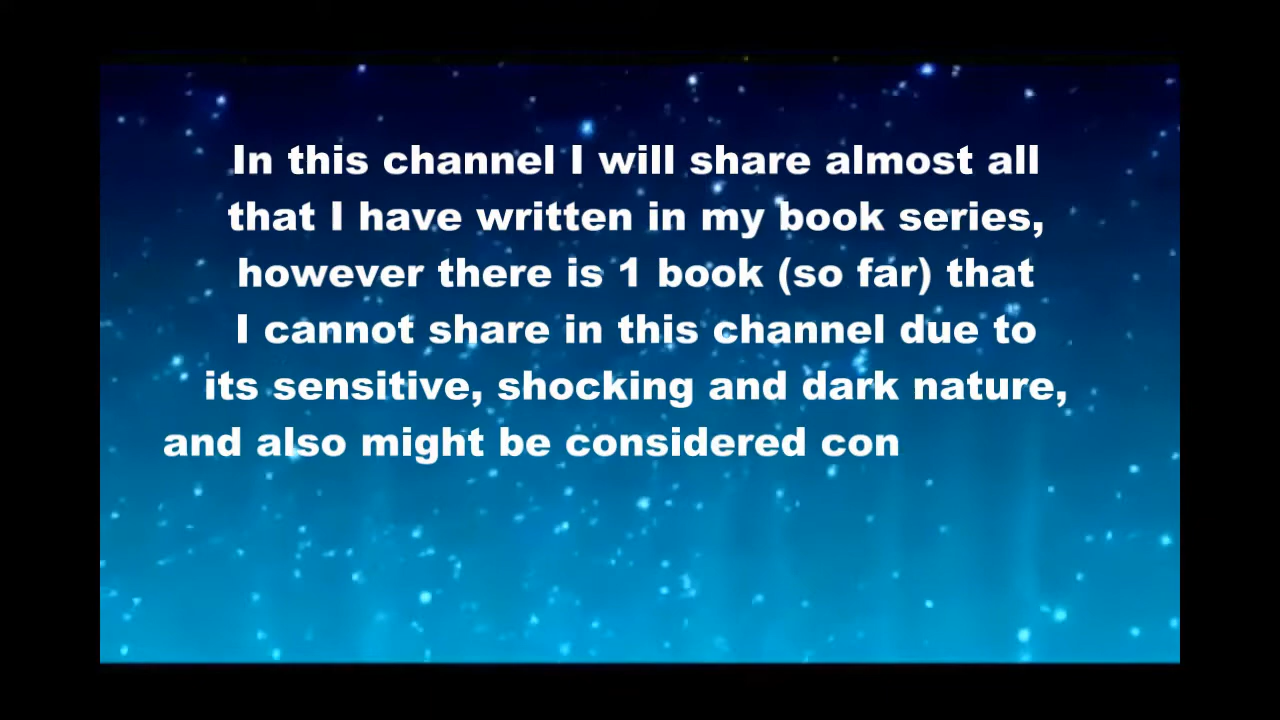 In this channel I will share almost all
that I have written in my book series,
however there is 1 book (so far) that
I cannot share in this channel due to
its sensitive, shocking and dark nature,
and also might be considered con